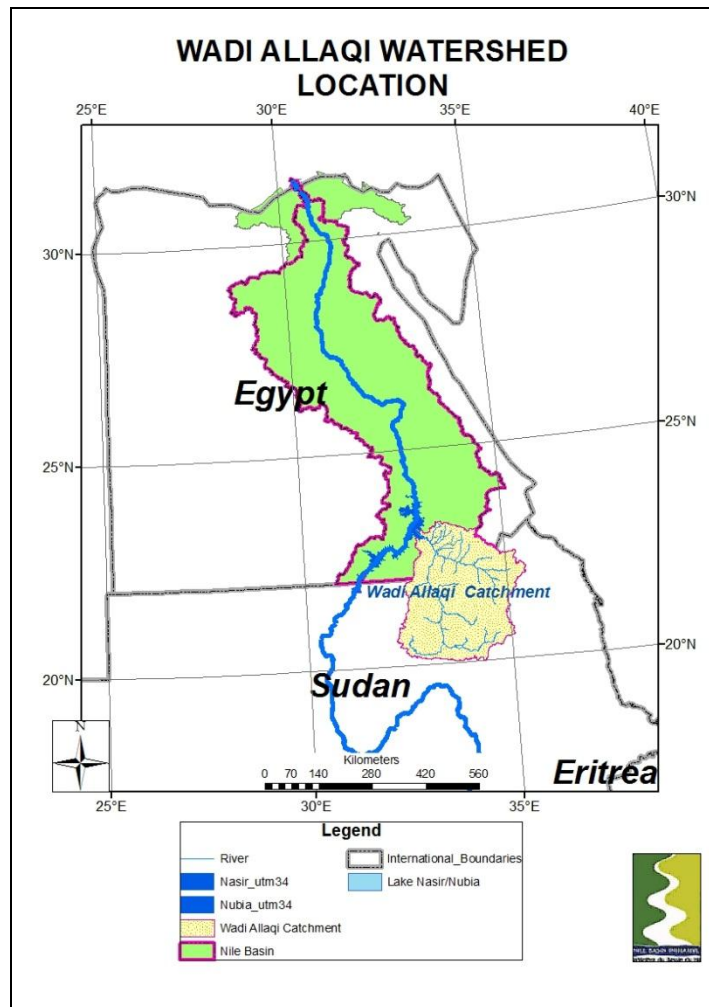 WADI ALLAQI WATERSHED
LOCATION
25°E
30°E
35°E
40°E
30°N
30°N
Egypt
25°N
25°N
Wadi Allaqi Catchment
20°N
20°N
Sudan
N
Kilometers
0 70 140 280 420 560
Eritrea
25°E
30°E
35°E
Legend
River
International_Boundaries
Nasir_utm34
Lake Nasir/Nubia
Nubia_utm34
Wadi Allaqi Catchment
Nile Basin